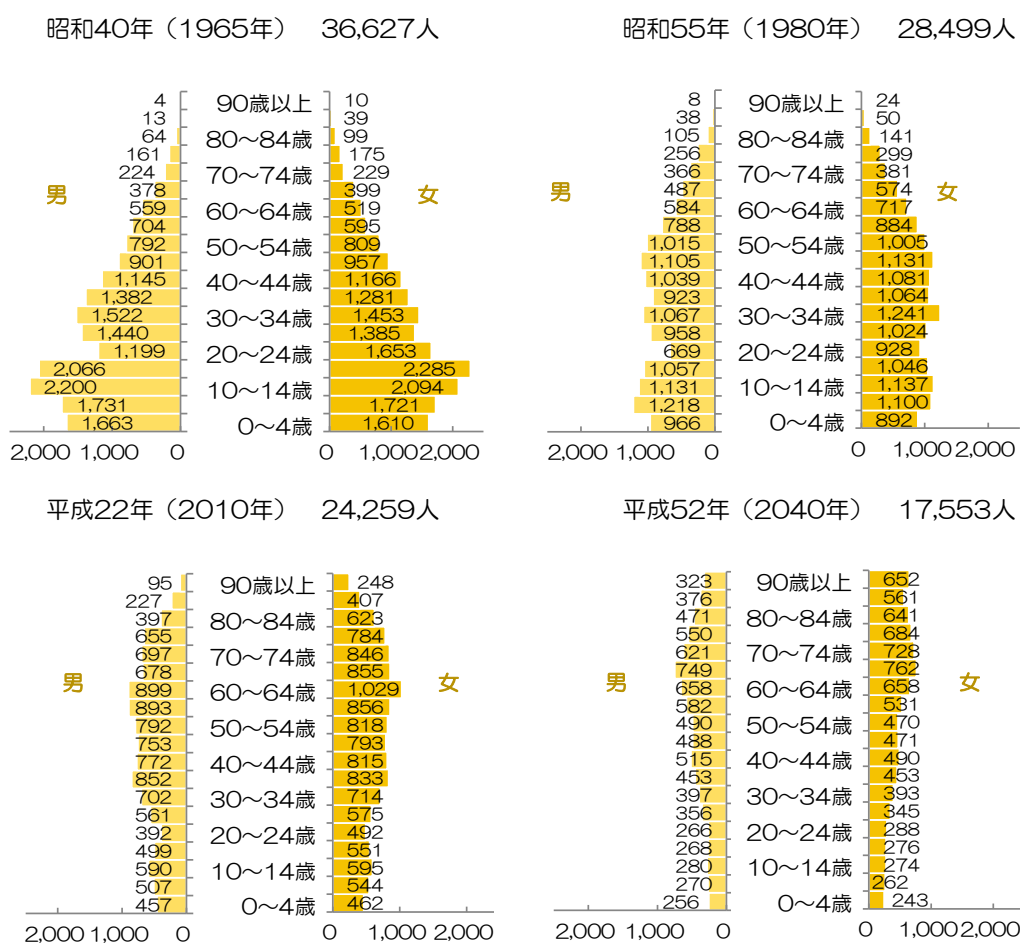 昭和40年（1965年）　36,627人
4 90歳以上 10
13 39
64 80～84歳 99
161 175
224 70～74歳 229
男 378 399 女
559 60～64歳 519
704 595
792 50～54歳 809
901 957
1,145 40～44歳 1,166
1,382 1,281
1,522 30～34歳 1,453
1,440 1,385
1,199 20～24歳 1,653
2,066 2,285
2,200 10～14歳 2,094
1,731 1,721
1,663 0～4歳 1,610
2,000 1,000 0 0 1,000 2,000
昭和55年（1980年）　28,499人
8 90歳以上 24
38 50
105 80～84歳 141
256 299
366 70～74歳 381
男 487 574 女
584 60～64歳 717
788 884
1,015 50～54歳 1,005
1,105 1,131
1,039 40～44歳 1,081
923 1,064
1,067 30～34歳 1,241
958 1,024
669 20～24歳 928
1,057 1,046
1,131 10～14歳 1,137
1,218 1,100
966 0～4歳 892
2,000 1,000 0 0 1,000 2,000
平成22年（2010年）　24,259人
95 90歳以上 248
227 407
397 80～84歳 623
655 784
697 70～74歳 846
男 678 855 女
899 60～64歳 1,029
893 856
792 50～54歳 818
753 793
772 40～44歳 815
852 833
702 30～34歳 714
561 575
392 20～24歳 492
499 551
590 10～14歳 595
507 544
457 0～4歳 462
2,000 1,000 0 0 1,000 2,000
平成52年（2040年）　17,553人
323 90歳以上 652
376 561
471 80～84歳 641
550 684
621 70～74歳 728
男 749 762 女
658 60～64歳 658
582 531
490 50～54歳 470
488 471
515 40～44歳 490
453 453
397 30～34歳 393
356 345
266 20～24歳 288
268 276
280 10～14歳 274
270 262
256 0～4歳 243
2,000 1,000 0 0 1,000 2,000